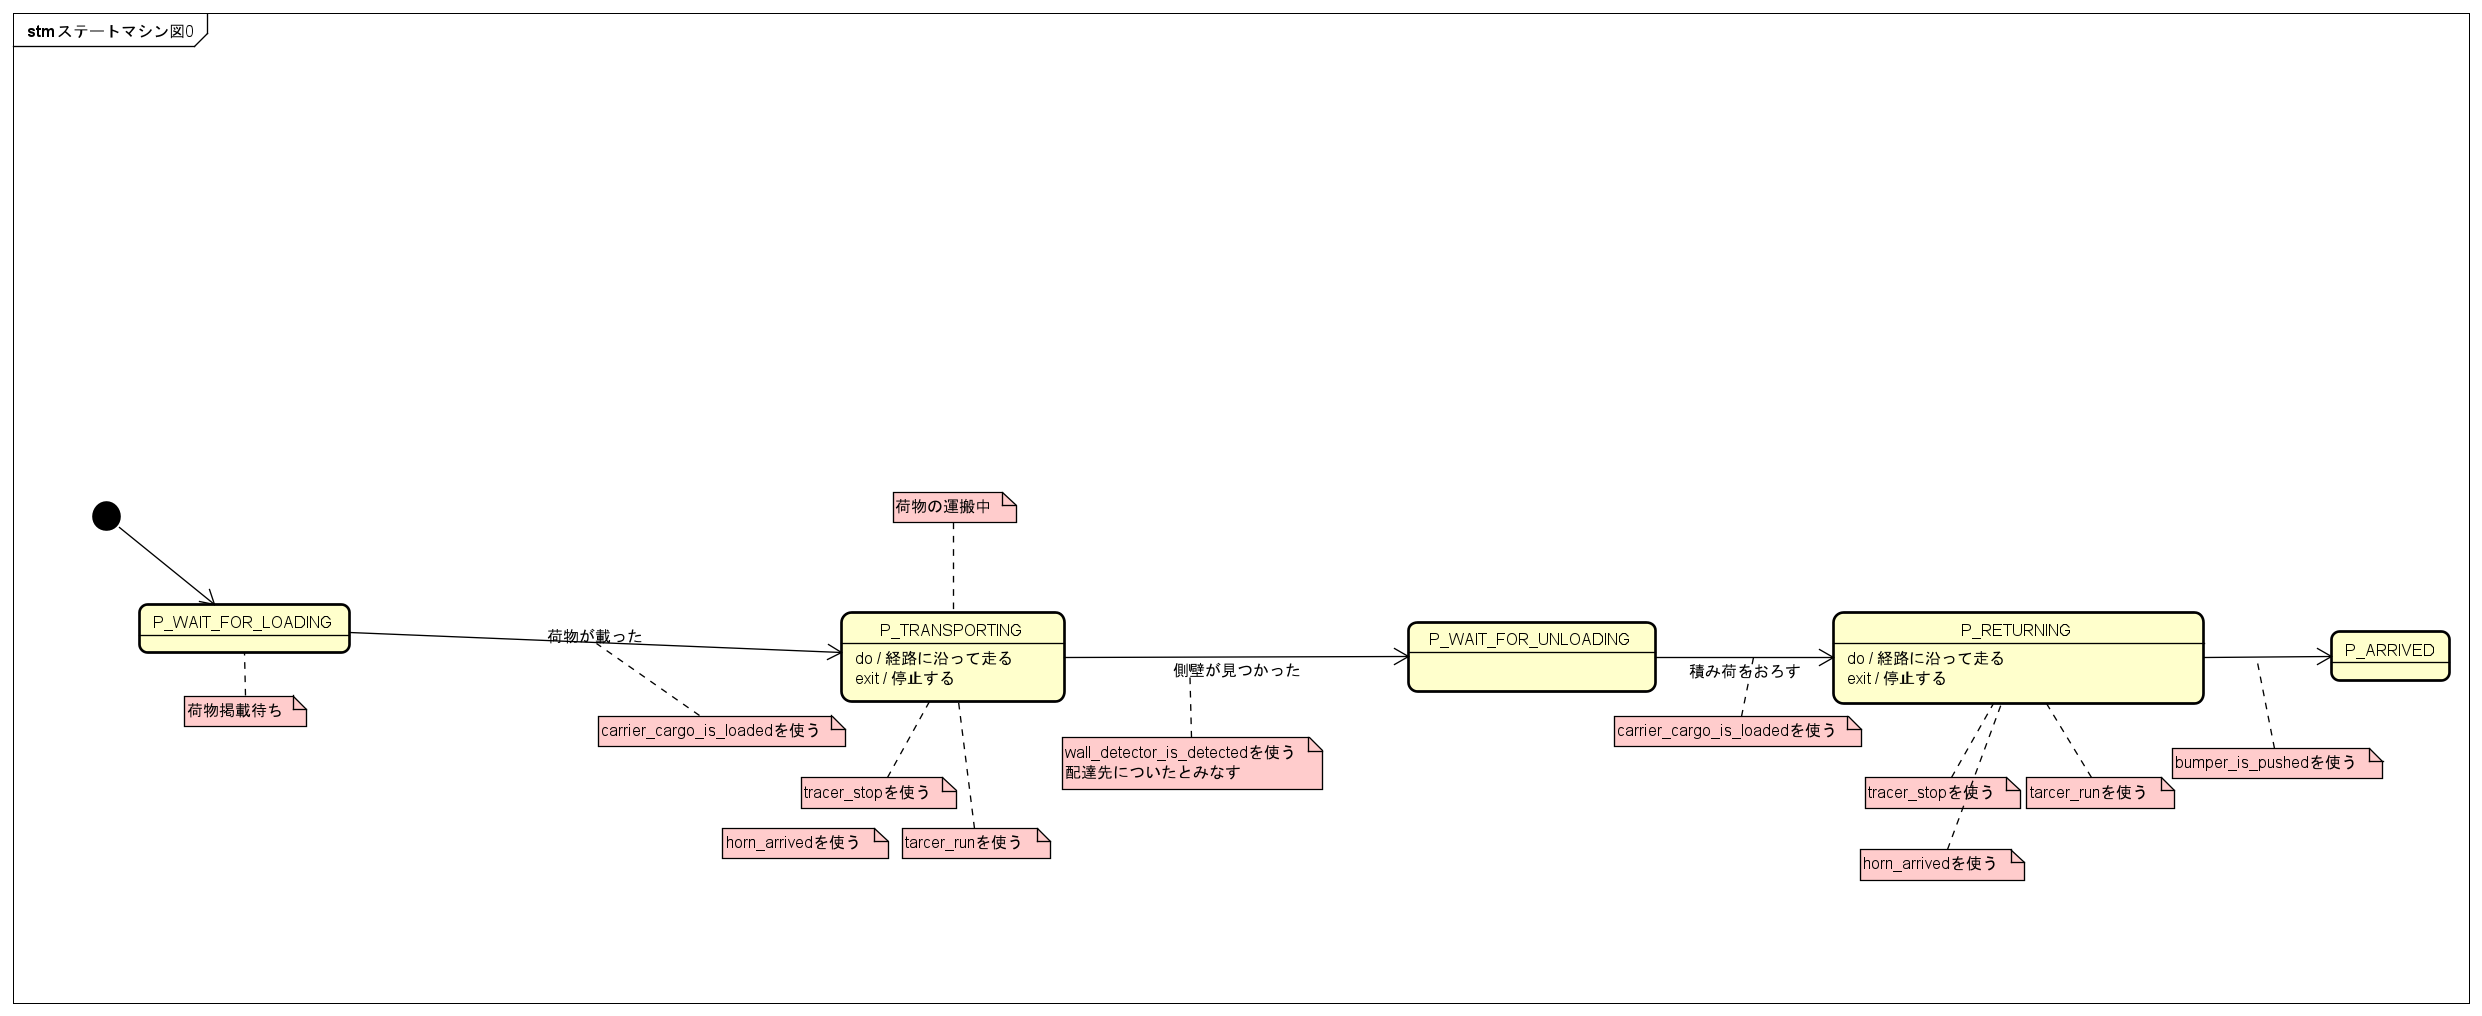 stm ステートマシン図0
荷物の運搬中
P_WAIT_FOR_LOADING
荷物が載った
P_TRANSPORTING
do / 経路に沿って走る
exit / 停止する
側壁が見つかった
P_WAIT_FOR_UNLOADING
積み荷をおろす
P_RETURNING
do / 経路に沿って走る
exit / 停止する
P_ARRIVED
荷物掲載待ち
carrier_cargo_is_loadedを使う
wall_detector_is_detectedを使う
配達先についたとみなす
carrier_cargo_is_loadedを使う
bumper_is_pushedを使う
tracer_stopを使う
tracer_stopを使う
tarcer_runを使う
horn_arrivedを使う
tarcer_runを使う
horn_arrivedを使う